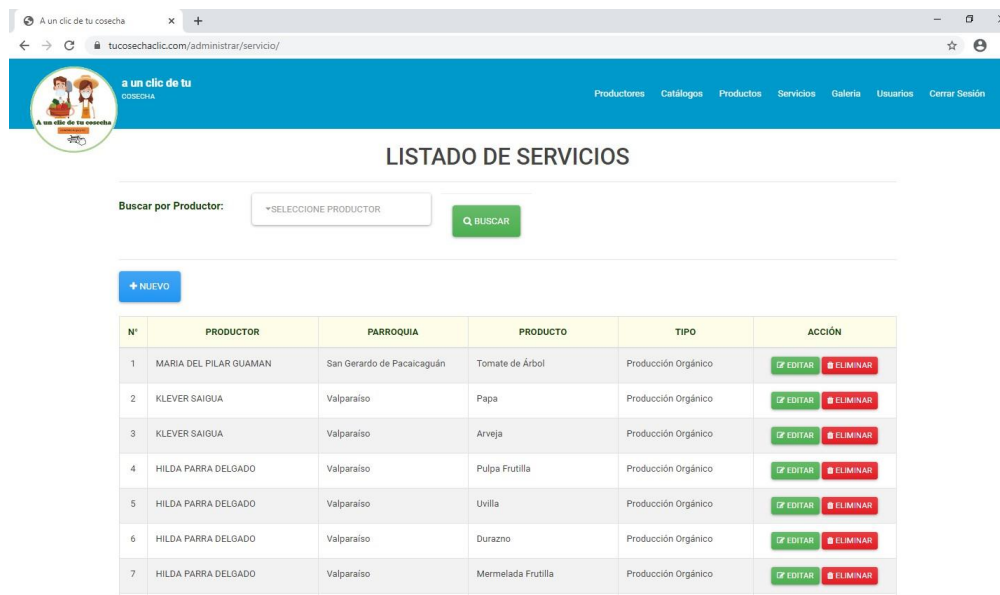 A un clic de tu cosecha
tucosechaclic.com/administrar/servicio/
a un clic de tu
COSECHA
Productores Catálogos Productos Servicios Galeria Usuarios Cerrar Sesión
A un clic de tu cosecha
LISTADO DE SERVICIOS
Buscar por Productor: SELECCIONE PRODUCTOR BUSCAR
+ NUEVO
N° PRODUCTOR PARROQUIA PRODUCTO TIPO ACCIÓN
1 MARIA DEL PILAR GUAMAN San Gerardo de Pacaicaguán Tomate de Árbol Producción Orgánico EDITAR ELIMINAR
2 KLEVER SAIGUA Valparaíso Papa Producción Orgánico EDITAR ELIMINAR
3 KLEVER SAIGUA Valparaíso Arveja Producción Orgánico EDITAR ELIMINAR
4 HILDA PARRA DELGADO Valparaíso Pulpa Frutilla Producción Orgánico EDITAR ELIMINAR
5 HILDA PARRA DELGADO Valparaíso Uvilla Producción Orgánico EDITAR ELIMINAR
6 HILDA PARRA DELGADO Valparaíso Durazno Producción Orgánico EDITAR ELIMINAR
7 HILDA PARRA DELGADO Valparaíso Mermelada Frutilla Producción Orgánico EDITAR ELIMINAR